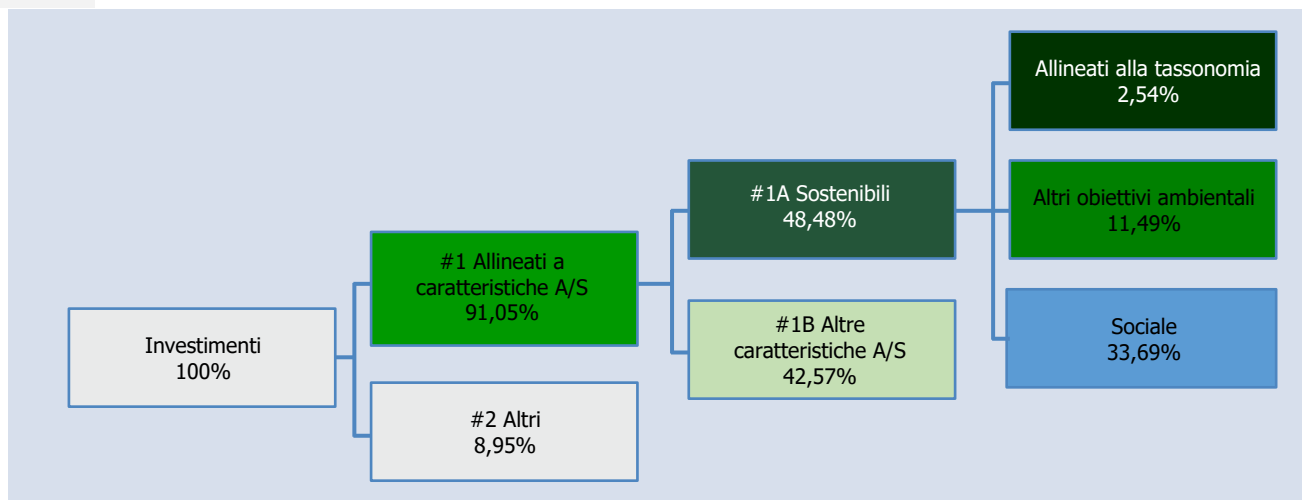 Investimenti
100%
#1 Allineati a
caratteristiche A/S
91,05%
#2 Altri
8,95%
#1A Sostenibili
48,48%
#1B Altre
caratteristiche A/S
42,57%
Allineati alla tassonomia
2,54%
Altri obiettivi ambientali
11,49%
Sociale
33,69%